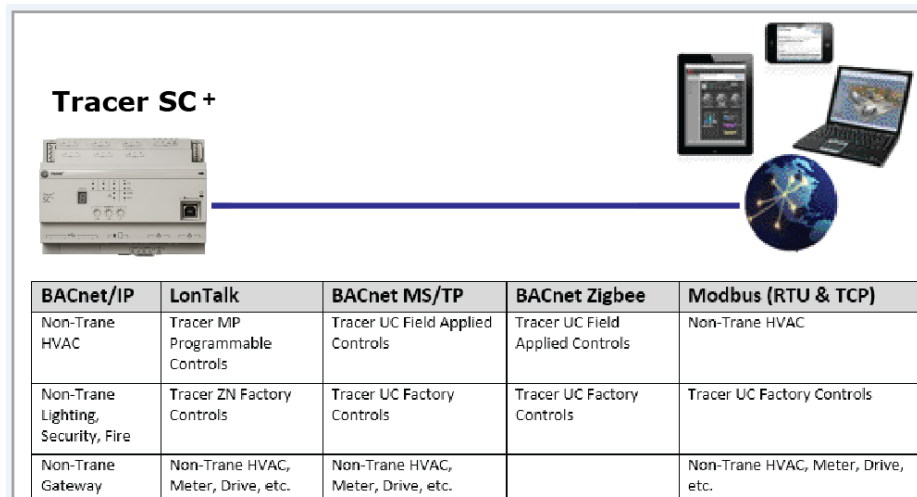 Tracer SC+
BACnet/IP
LonTalk
BACnet MS/TP
BACnet Zigbee
Modbus (RTU & TCP)
Non-Trane
HVAC
Tracer MP
Programmable
Controls
Tracer UC Field Applied
Controls
Tracer UC Field
Applied Controls
Non-Trane HVAC
Non-Trane
Lighting,
Security, Fire
Tracer ZN Factory
Controls
Tracer UC Factory
Controls
Tracer UC Factory
Controls
Tracer UC Factory Controls
Non-Trane
Gateway
Non-Trane HVAC,
Meter, Drive, etc.
Non-Trane HVAC,
Meter, Drive, etc.
Non-Trane HVAC, Meter, Drive,
etc.